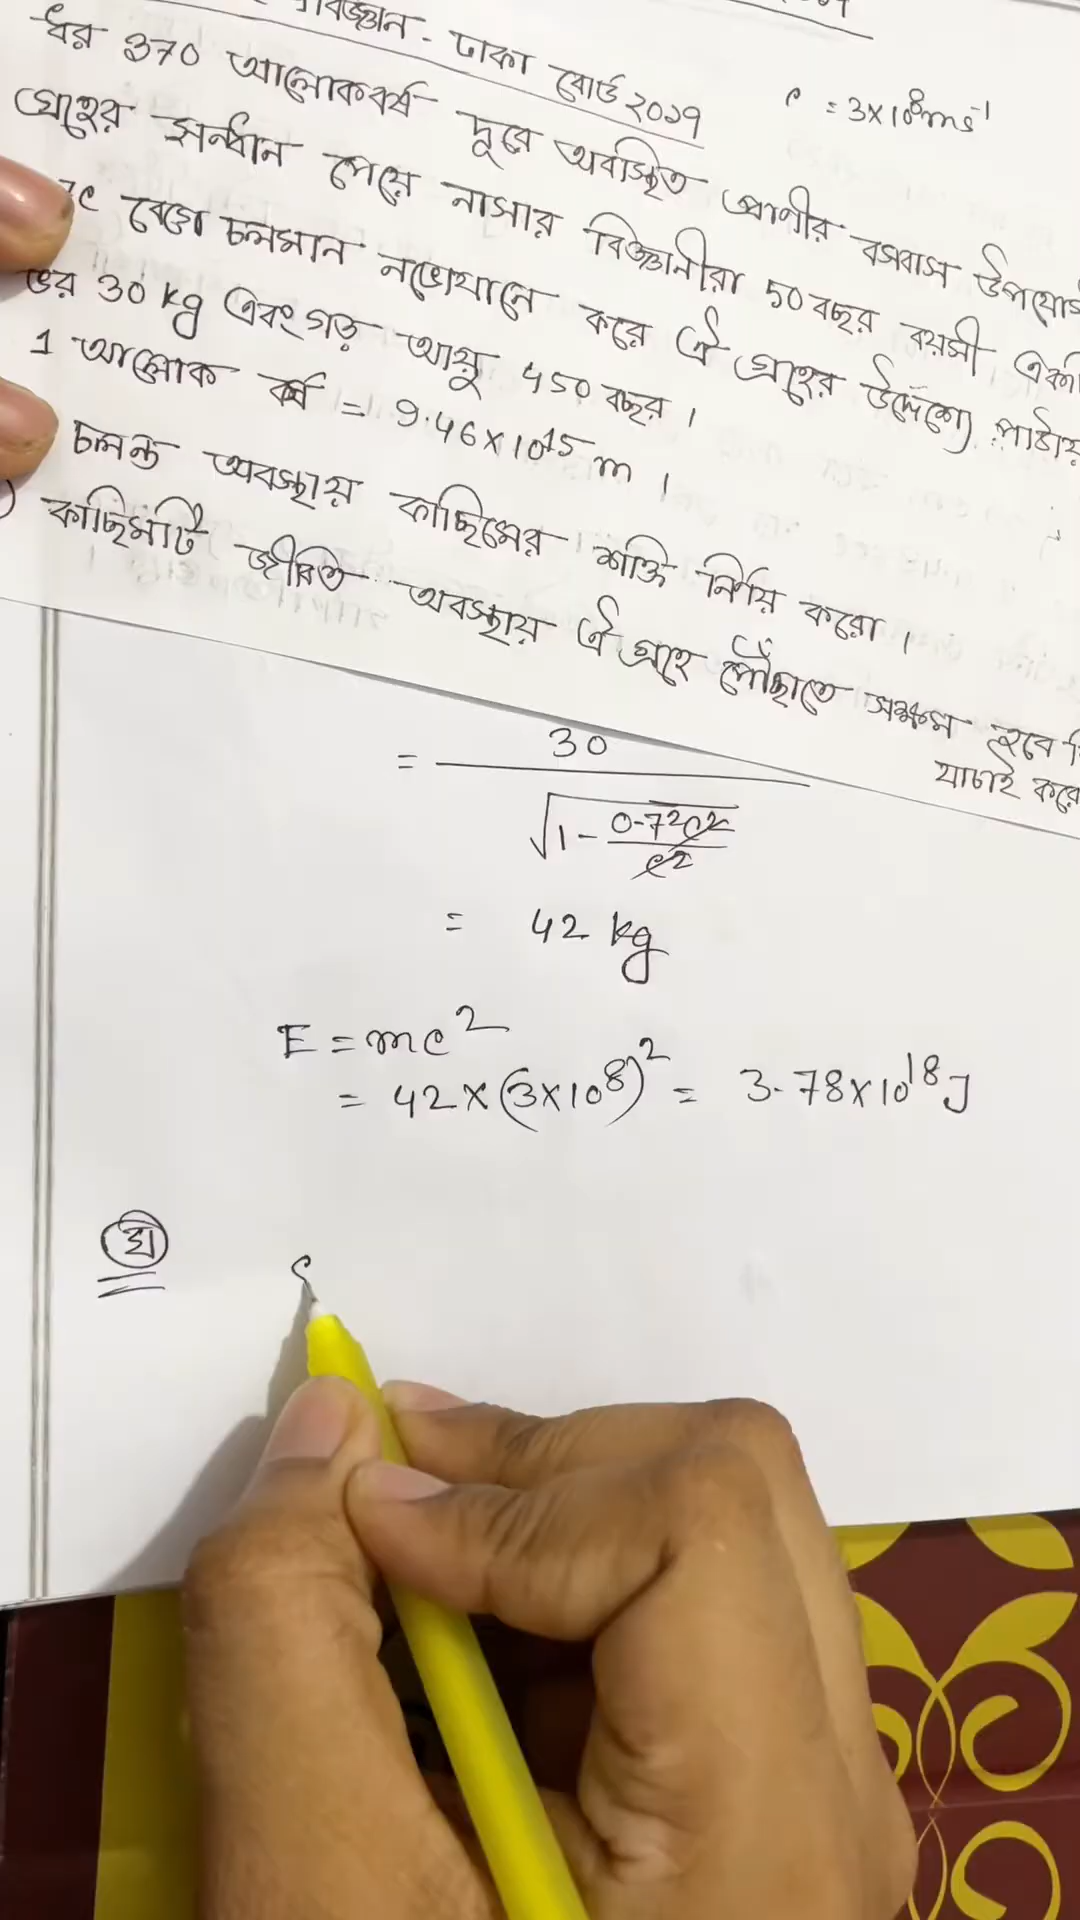 ঢাকা বোর্ড ২০১৭
c = 3×10⁸ms⁻¹
ধর 370 আলোকবর্ষ দূরে অবস্থিত প্রাণীর বসবাস
গ্রহের সন্ধান পেয়ে নাসার বিজ্ঞানীরা 50 বছর বয়সী
বেগে চলমান নভোযানে করে ঐ গ্রহের উদ্দেশ্যে পাঠায়
ভর 30 kg এবং গড় আয়ু 450 বছর।
1 আলোক বর্ষ = 9.46×10¹⁵ m।
চলন্ত অবস্থায় কাছিমের শক্তি নির্ণয় করো।
কাছিমটি জীবিত অবস্থায় ঐ গ্রহে পৌঁছাতে সক্ষম হবে
যাচাই করো
= 30 / √(1 - 0.7²c²/c²)
= 42 kg
E = mc²
= 42×(3×10⁸)² = 3.78×10¹⁸J
ঘ